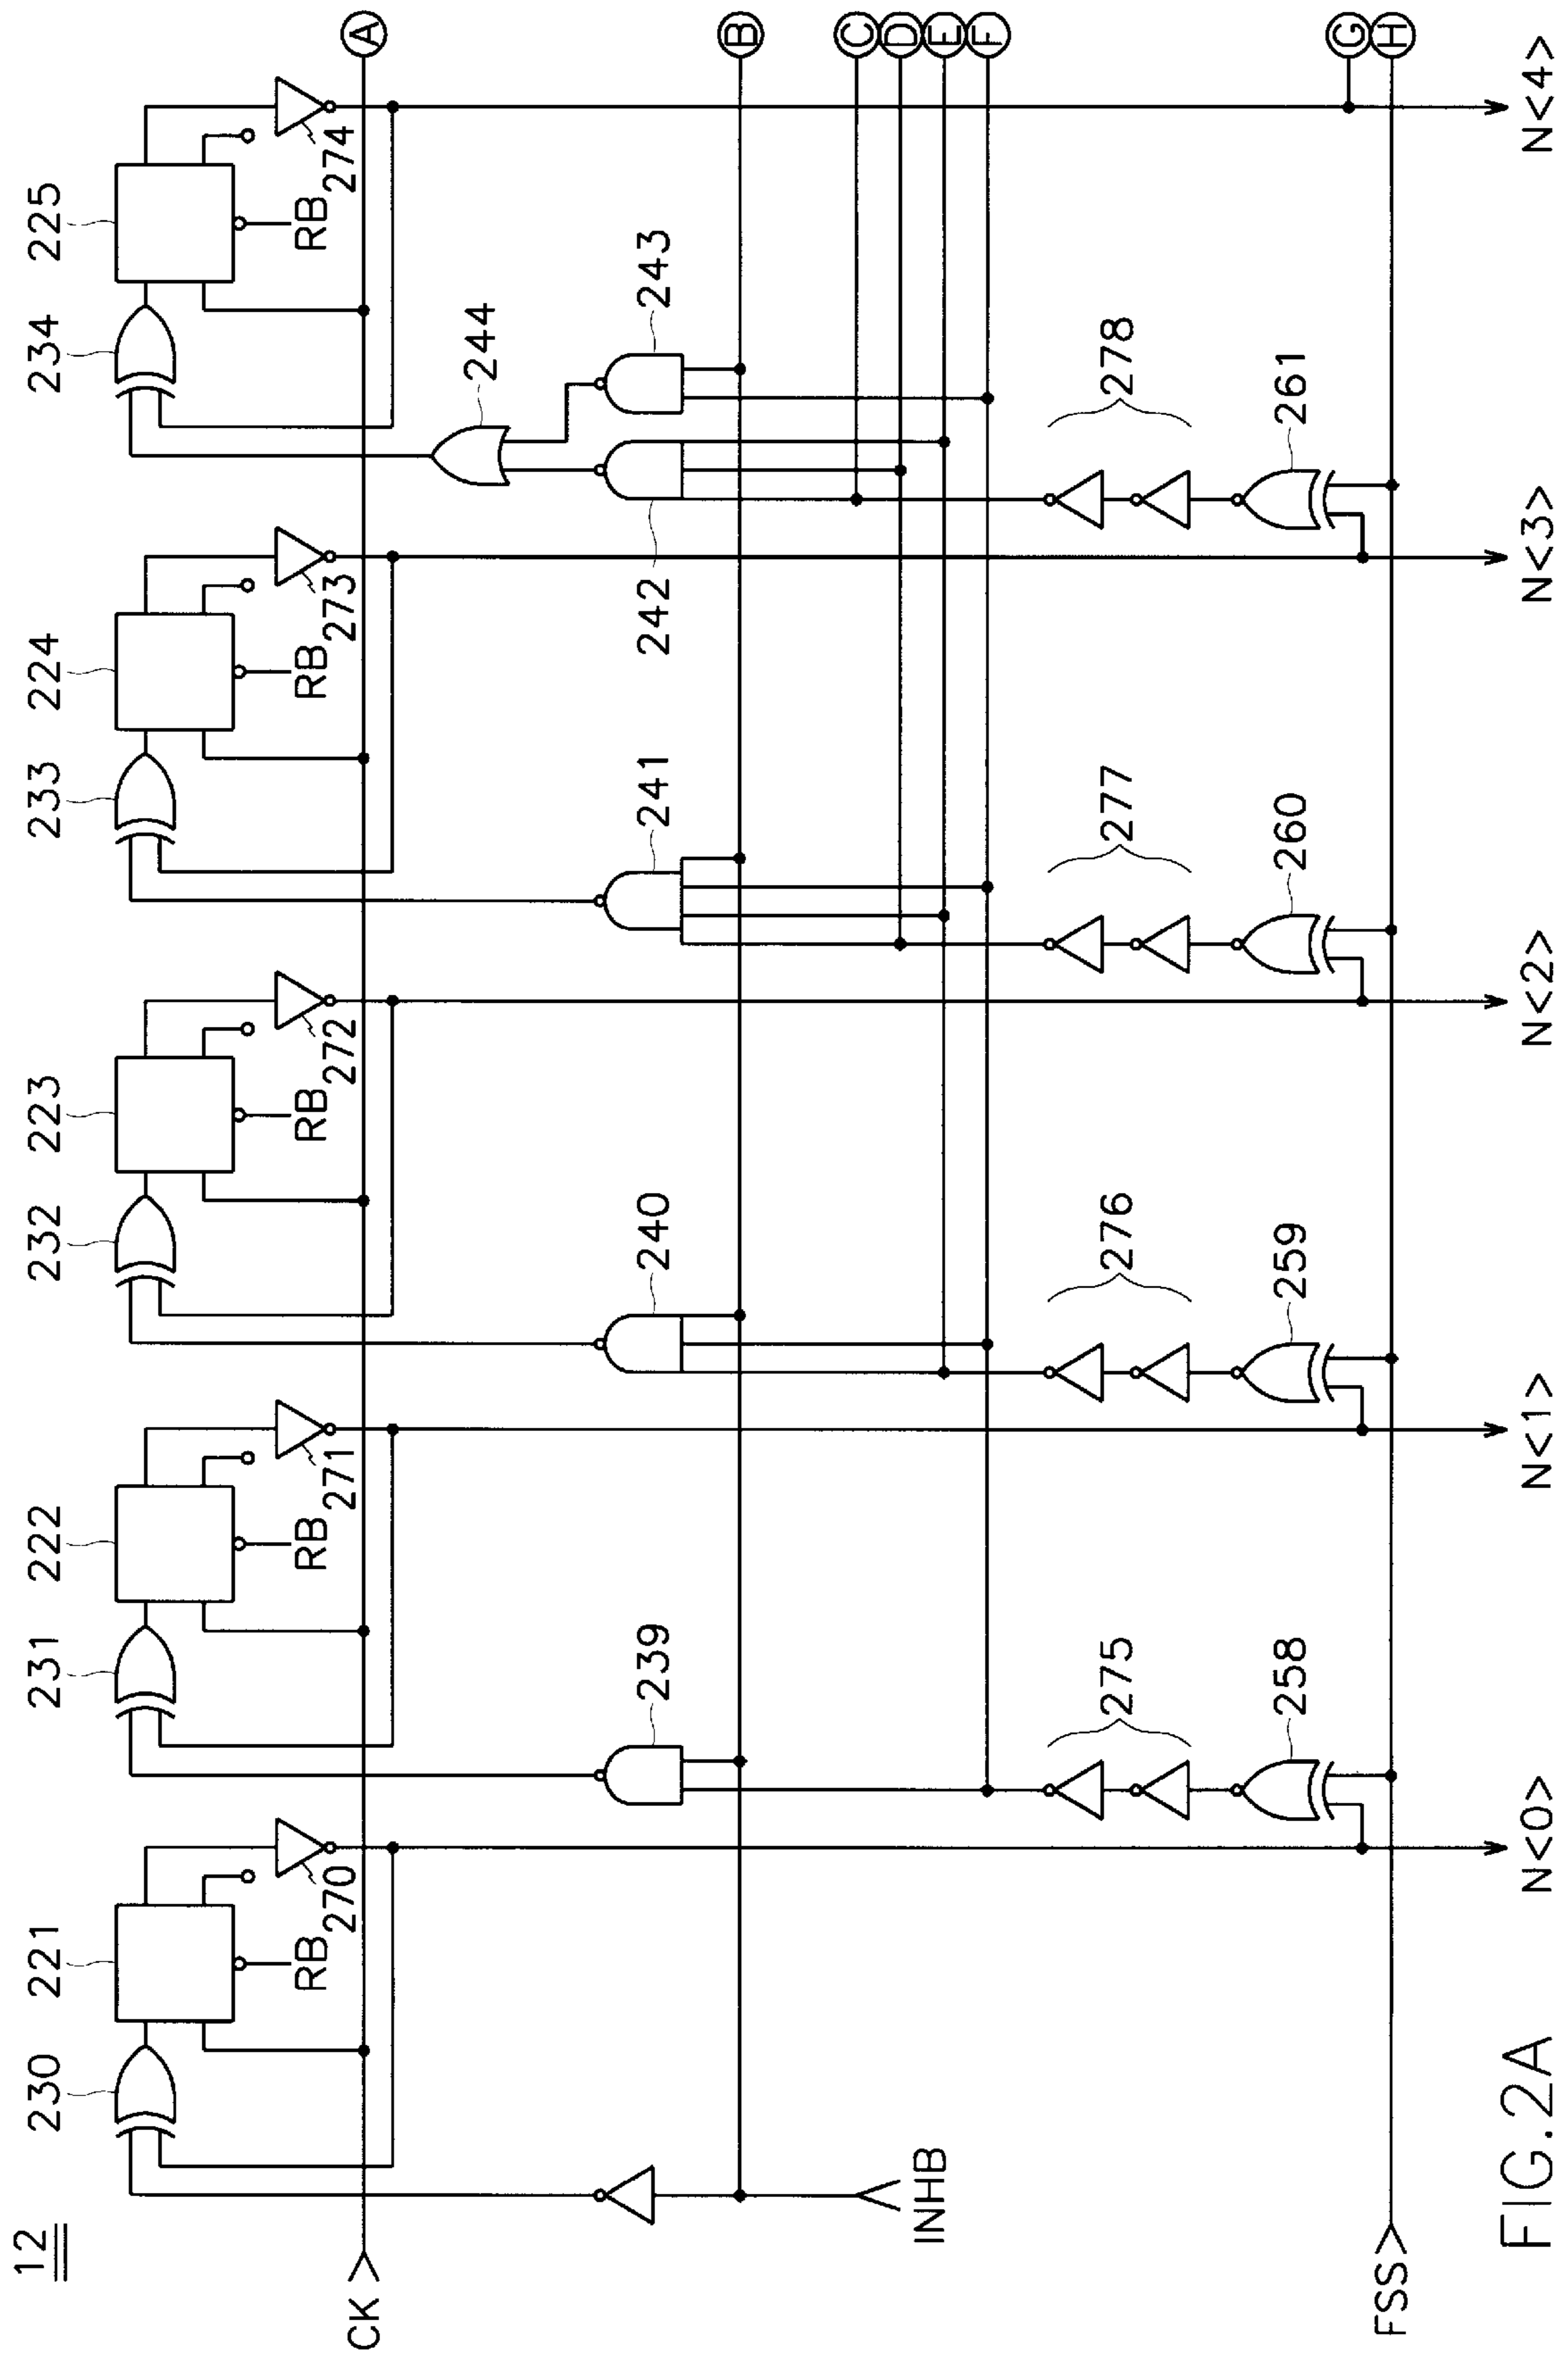 12
230
221
231
222
232
223
233
224
234
225
RB
270
RB
271
RB
272
RB
273
RB
274
CK
A
244
239
240
241
242
243
B
INHB
C
D
E
F
275
276
277
278
258
259
260
261
G
FSS
H
N<0>
N<1>
N<2>
N<3>
N<4>
FIG.2A